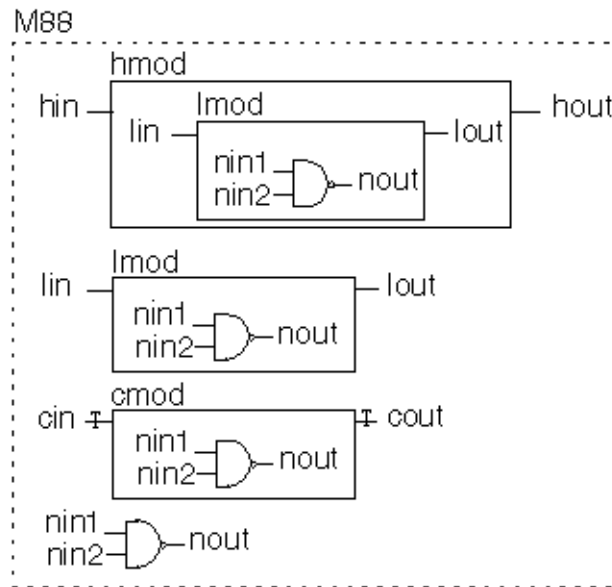 M88
hmod
hin hout
lmod
lin lout
nin1
nin2 nout
lmod
lin lout
nin1
nin2 nout
cmod
cin cout
nin1
nin2 nout
nin1
nin2 nout